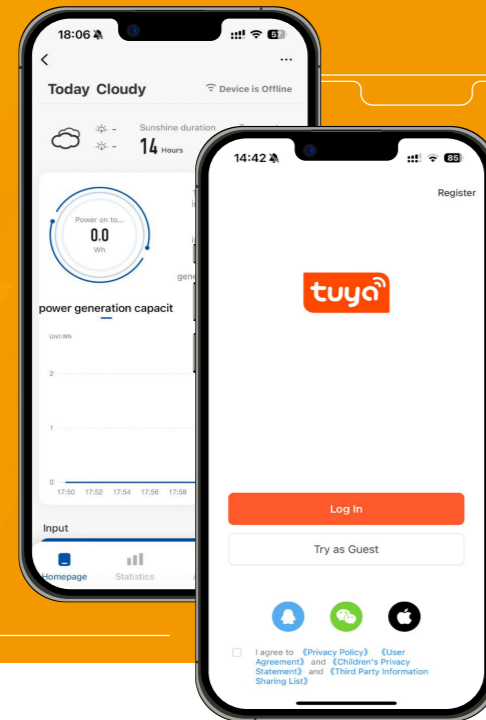 18:06
57
Today Cloudy
Device is Offline
Sunshine duration
14 Hours
Power on to...
0.0
Wh
power generation capacit
Unit:Wh
2
1
0
17:50 17:52 17:54 17:56 17:58
Input
Homepage
Statistics
14:42
85
Register
tuya
Log In
Try as Guest
I agree to 《Privacy Policy》 《User
Agreement》 and 《Children's Privacy
Statement》 and 《Third Party Information
Sharing List》